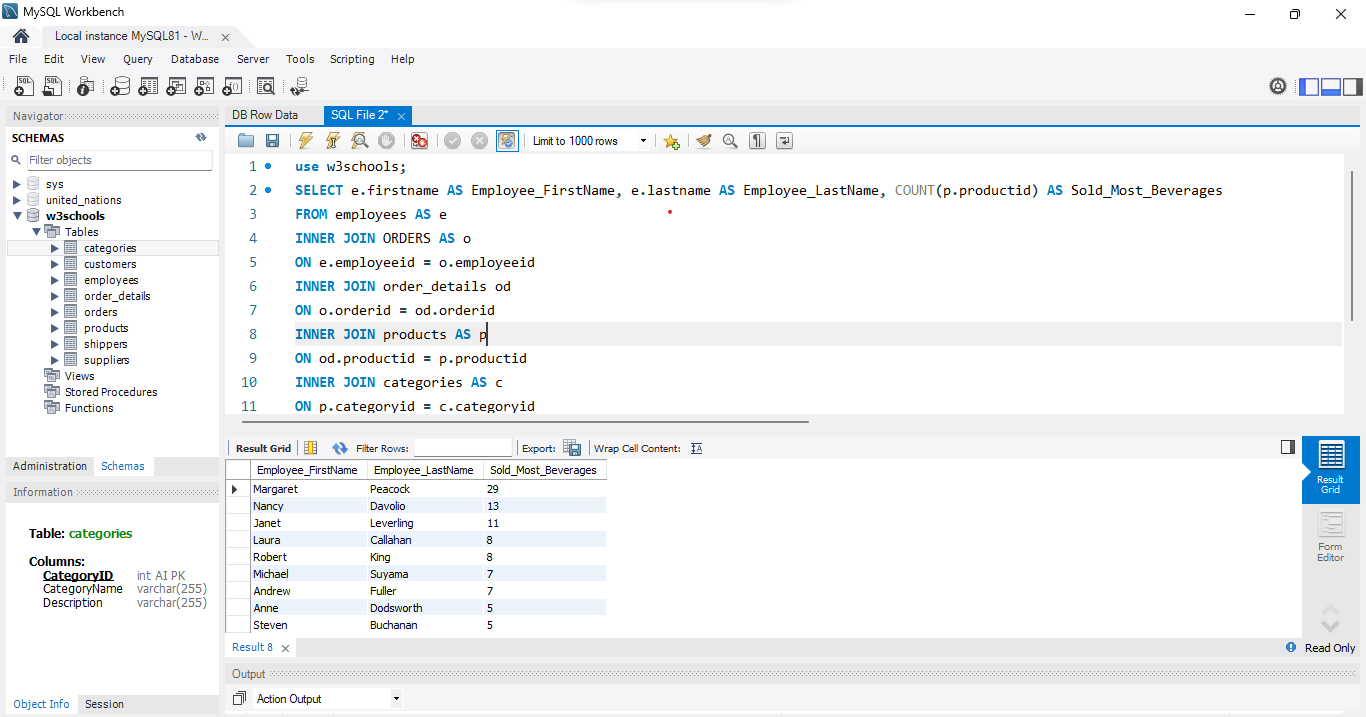 MySQL Workbench
Local instance MySQL81 - W...
File Edit View Query Database Server Tools Scripting Help
Navigator
SCHEMAS
Filter objects
sys
united_nations
w3schools
Tables
categories
customers
employees
order_details
orders
products
shippers
suppliers
Views
Stored Procedures
Functions
Administration Schemas
Information
Table: categories
Columns:
CategoryID int AI PK
CategoryName varchar(255)
Description varchar(255)
Object Info Session
DB Row Data SQL File 2*
Limit to 1000 rows
1 use w3schools;
2 SELECT e.firstname AS Employee_FirstName, e.lastname AS Employee_LastName, COUNT(p.productid) AS Sold_Most_Beverages
3 FROM employees AS e
4 INNER JOIN ORDERS AS o
5 ON e.employeeid = o.employeeid
6 INNER JOIN order_details od
7 ON o.orderid = od.orderid
8 INNER JOIN products AS p
9 ON od.productid = p.productid
10 INNER JOIN categories AS c
11 ON p.categoryid = c.categoryid
Result Grid Filter Rows: Export: Wrap Cell Content:
Employee_FirstName Employee_LastName Sold_Most_Beverages
Margaret Peacock 29
Nancy Davolio 13
Janet Leverling 11
Laura Callahan 8
Robert King 8
Michael Suyama 7
Andrew Fuller 7
Anne Dodsworth 5
Steven Buchanan 5
Result
Grid
Form
Editor
Result 8
Read Only
Output
Action Output